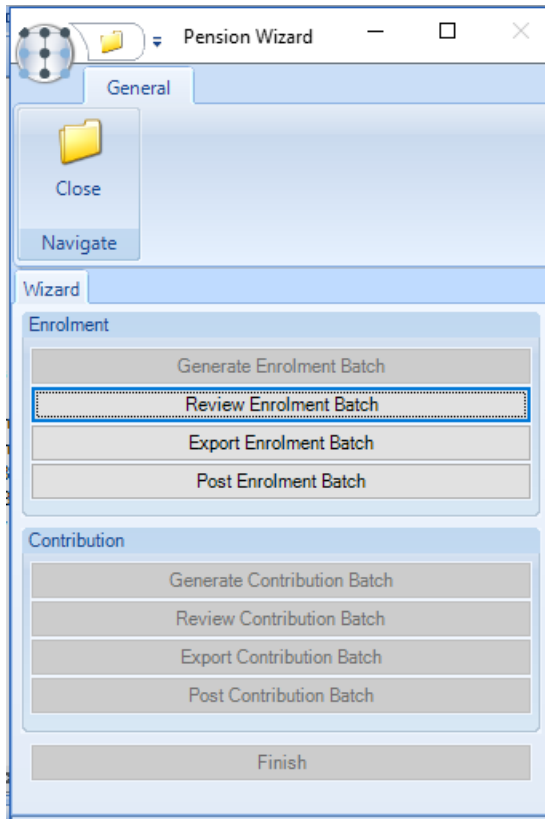 Pension Wizard
General
Close
Navigate
Wizard
Enrolment
Generate Enrolment Batch
Review Enrolment Batch
Export Enrolment Batch
Post Enrolment Batch
Contribution
Generate Contribution Batch
Review Contribution Batch
Export Contribution Batch
Post Contribution Batch
Finish